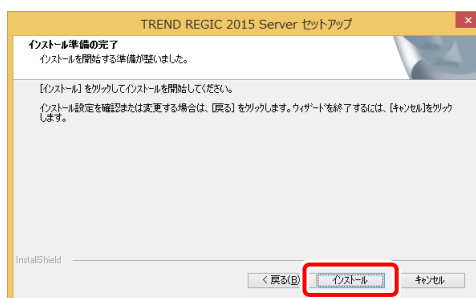 TREND REGIC 2015 Server セットアップ
インストール準備の完了
インストールを開始する準備が整いました。
[インストール] をクリックしてインストールを開始してください。
インストール設定を確認または変更する場合は、[戻る] をクリックします。ウィザードを終了するには、[キャンセル]をクリック
します。
InstallShield
< 戻る(B)
インストール
キャンセル